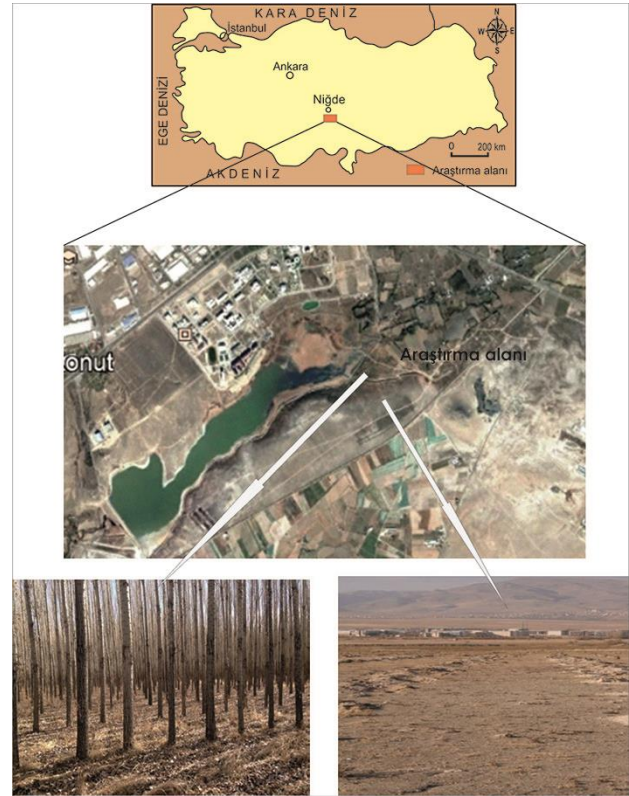 KARA DENİZ
N
W E
S
İstanbul
Ankara
EGE DENİZİ
Niğde
0 200 km
AKDENİZ
Araştırma alanı
Araştırma alanı
onut